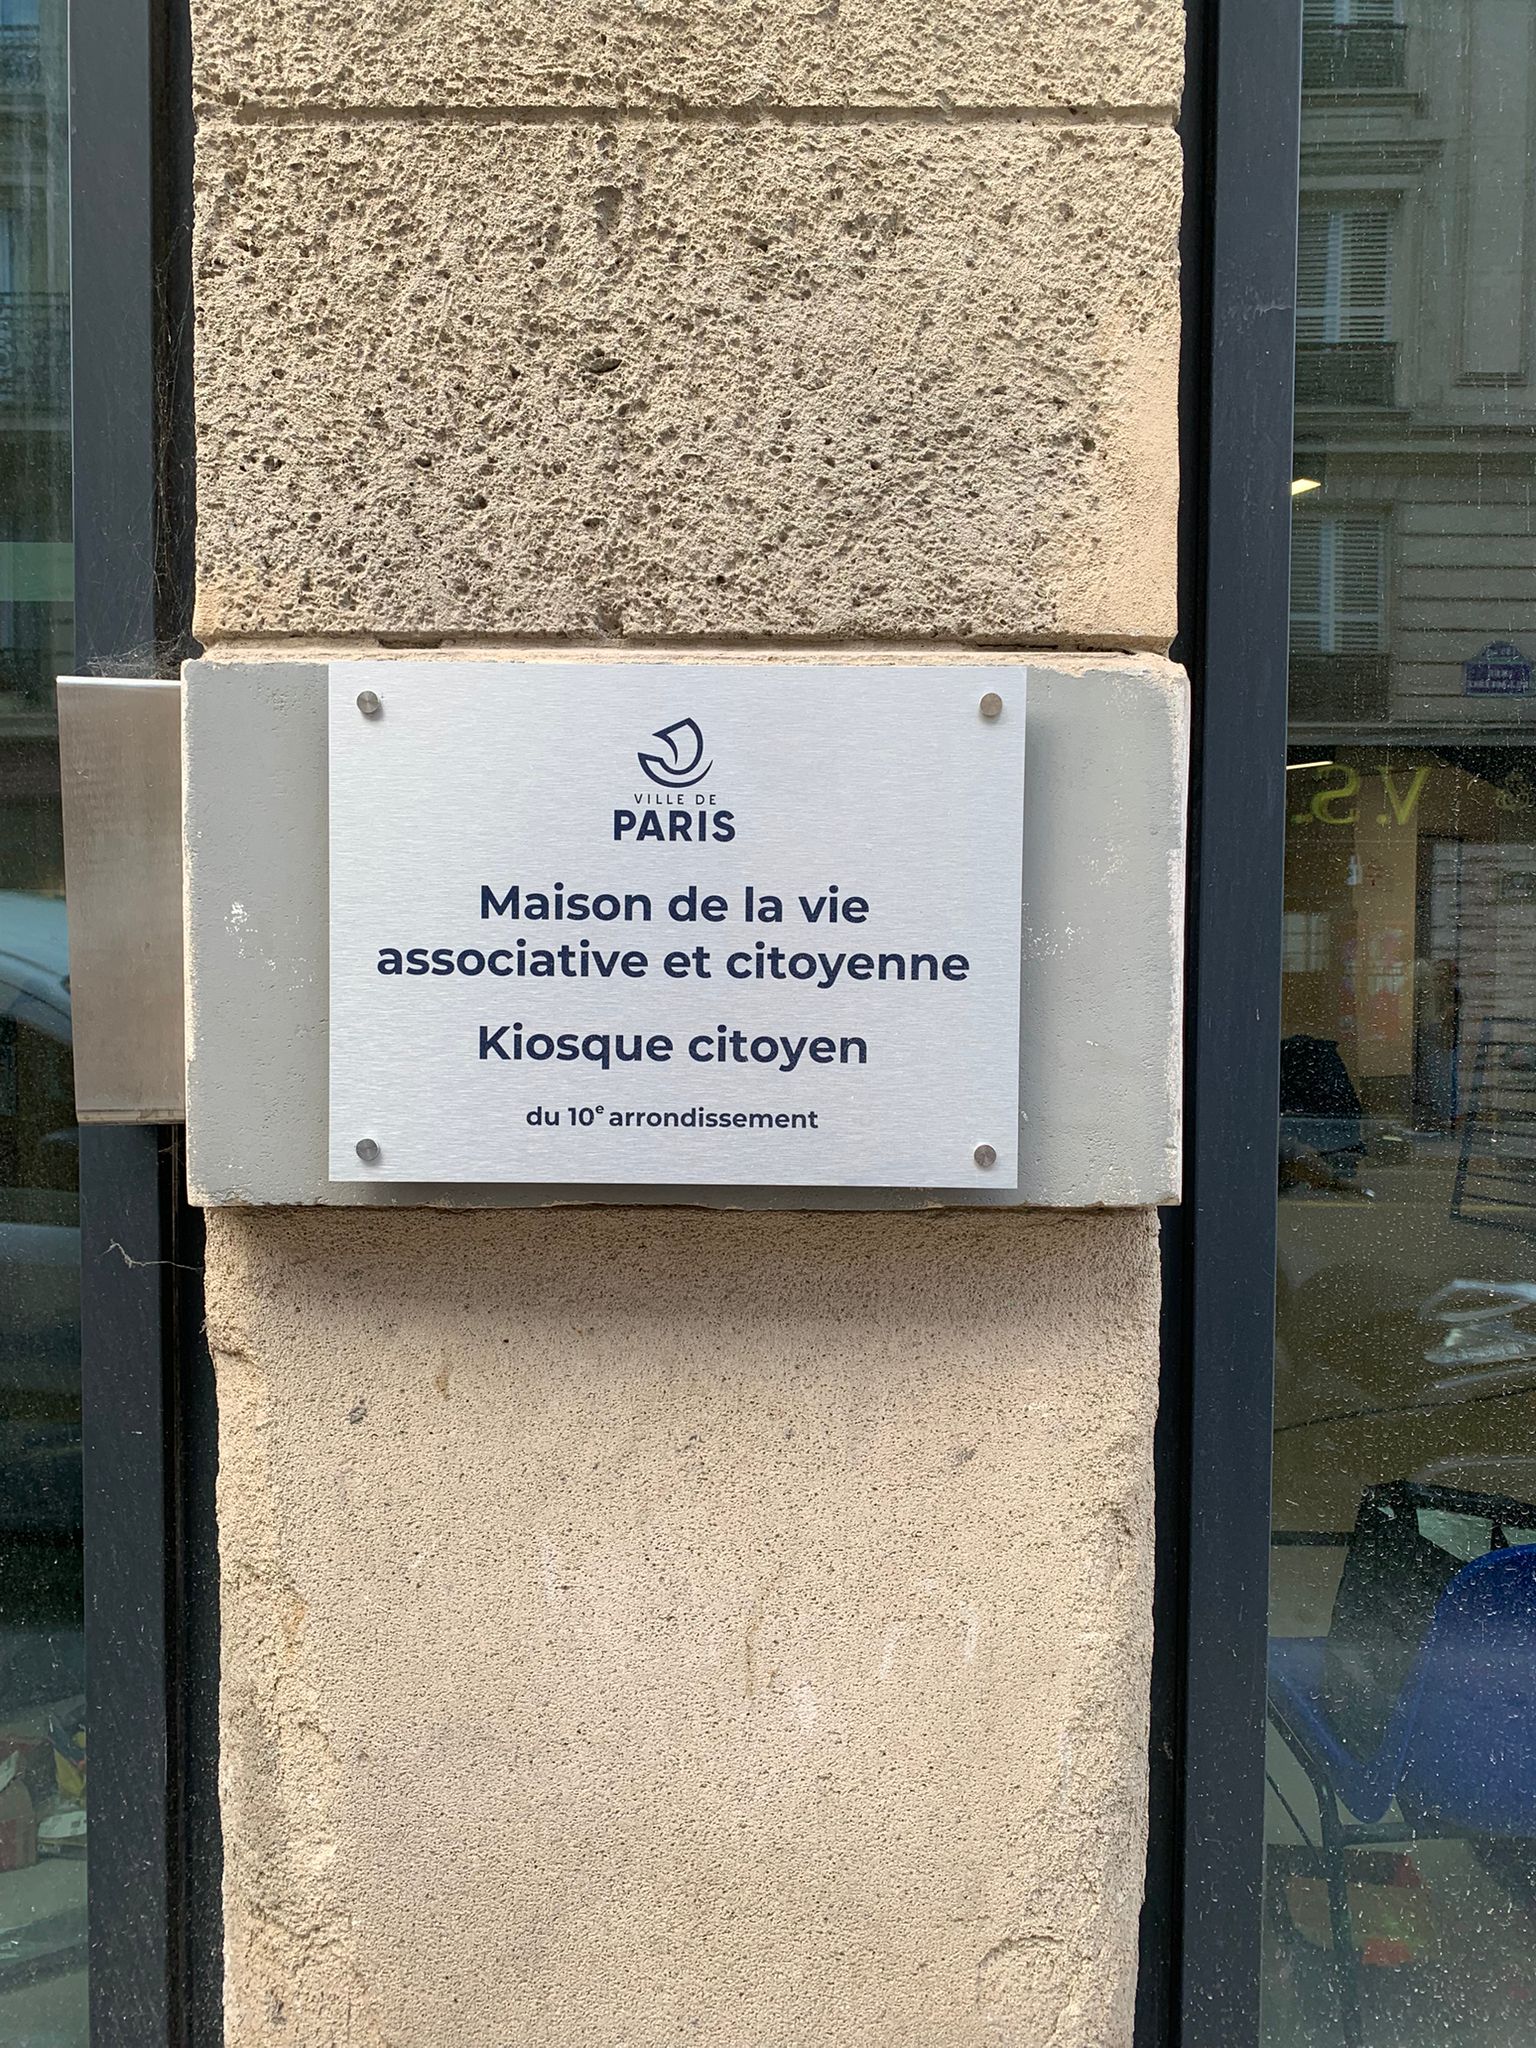 VILLE DE
PARIS
Maison de la vie
associative et citoyenne
Kiosque citoyen
du 10e arrondissement
V.S.